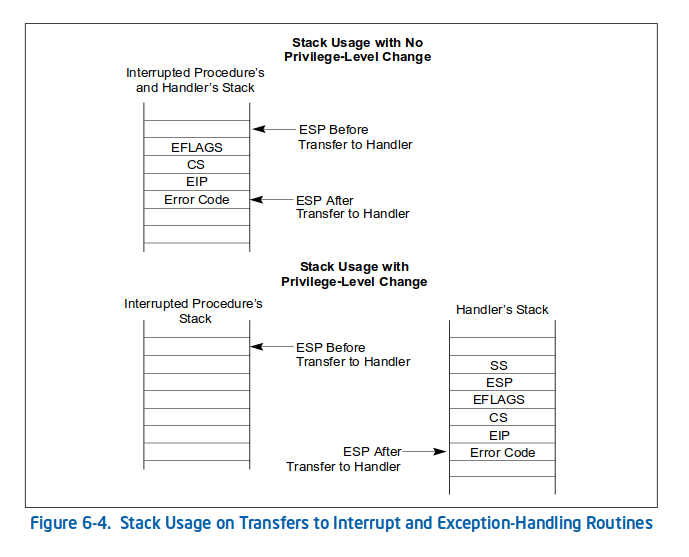 Stack Usage with No
Privilege-Level Change
Interrupted Procedure's
and Handler's Stack
ESP Before
Transfer to Handler
EFLAGS
CS
EIP
Error Code
ESP After
Transfer to Handler
Stack Usage with
Privilege-Level Change
Interrupted Procedure's
Stack
Handler's Stack
ESP Before
Transfer to Handler
SS
ESP
EFLAGS
CS
EIP
ESP After
Transfer to Handler
Error Code
Figure 6-4. Stack Usage on Transfers to Interrupt and Exception-Handling Routines